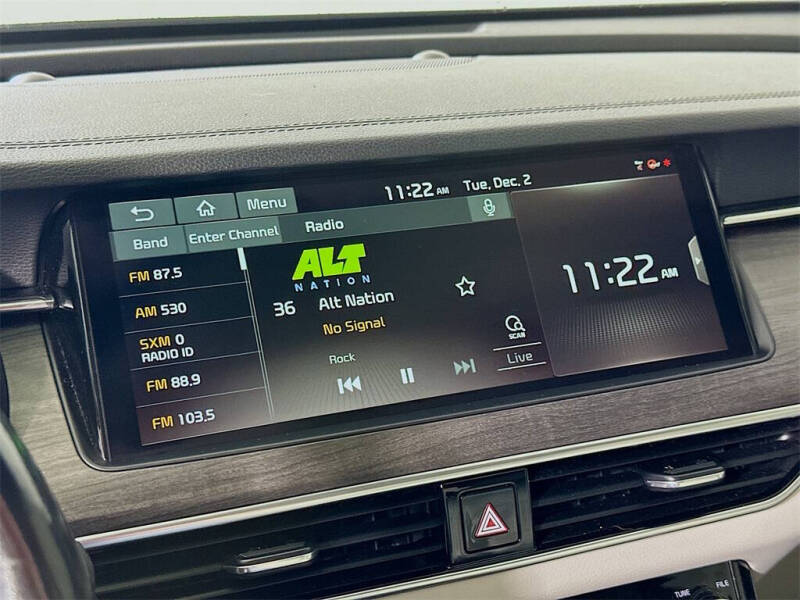 11:22 AM Tue, Dec. 2
Menu
Band Enter Channel Radio
FM 87.5
AM 530
SXM 0
RADIO ID
FM 88.9
FM 103.5
ALT
NATION
36 Alt Nation
No Signal
Rock
SCAN
Live
11:22 AM
TUNE FILE